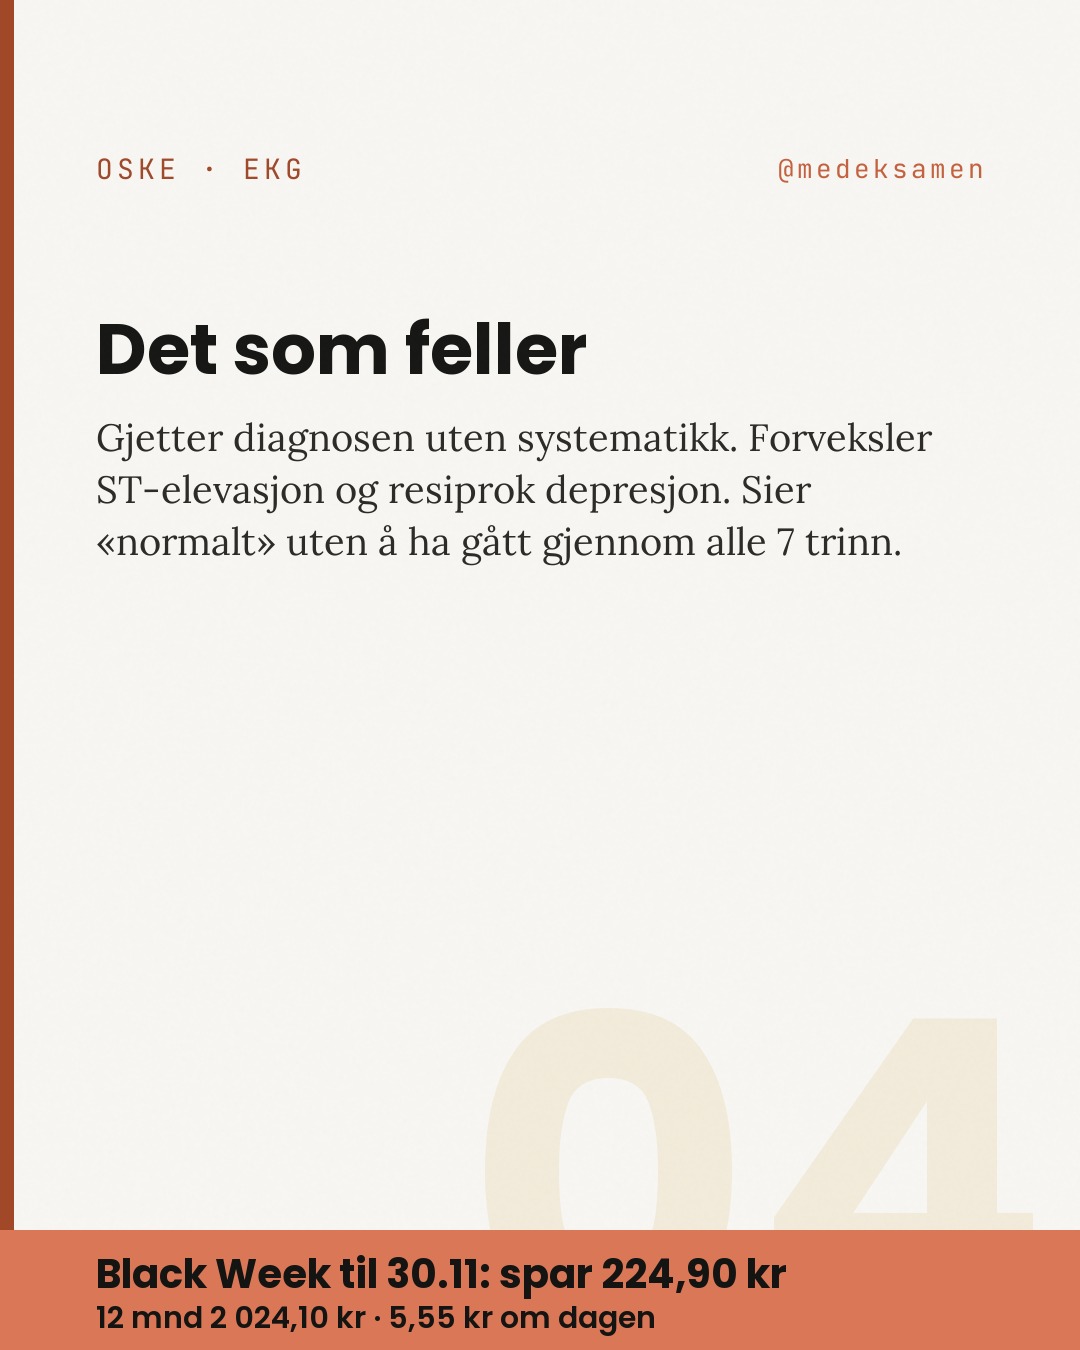 OSKE · EKG
@medeksamen
Det som feller
Gjetter diagnosen uten systematikk. Forveksler
ST-elevasjon og resiprok depresjon. Sier
«normalt» uten å ha gått gjennom alle 7 trinn.
04
Black Week til 30.11: spar 224,90 kr
12 mnd 2 024,10 kr · 5,55 kr om dagen